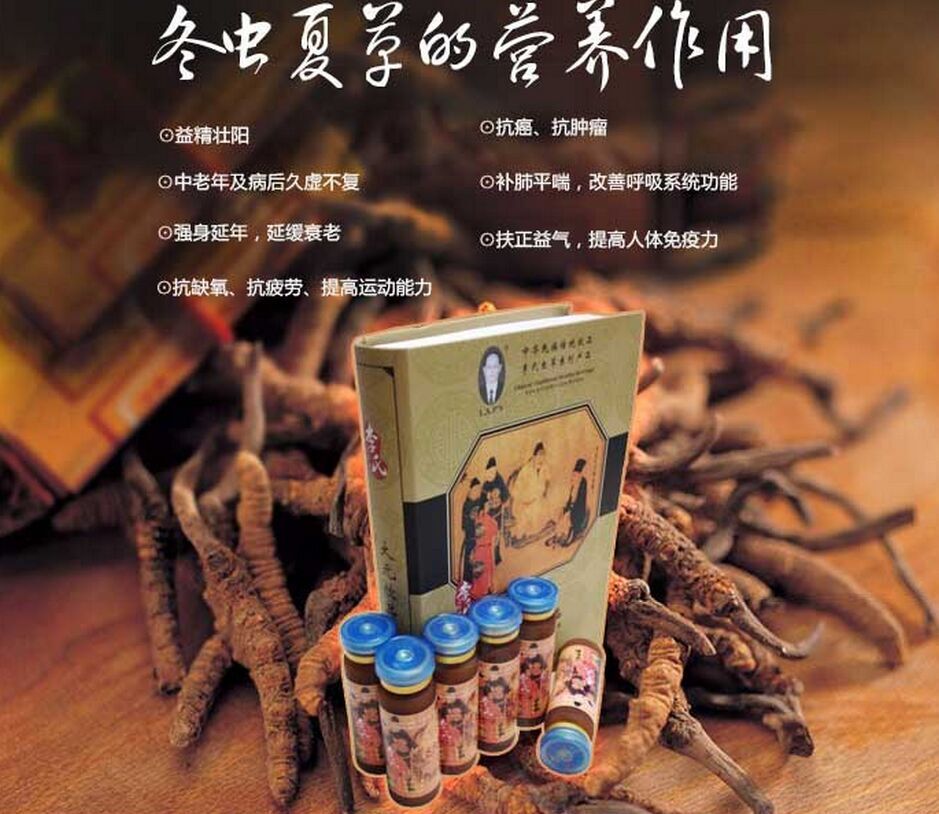 冬虫夏草的营养作用
⊙益精壮阳
⊙中老年及病后久虚不复
⊙强身延年，延缓衰老
⊙抗缺氧、抗疲劳、提高运动能力
⊙抗癌、抗肿瘤
⊙补肺平喘，改善呼吸系统功能
⊙扶正益气，提高人体免疫力
李氏